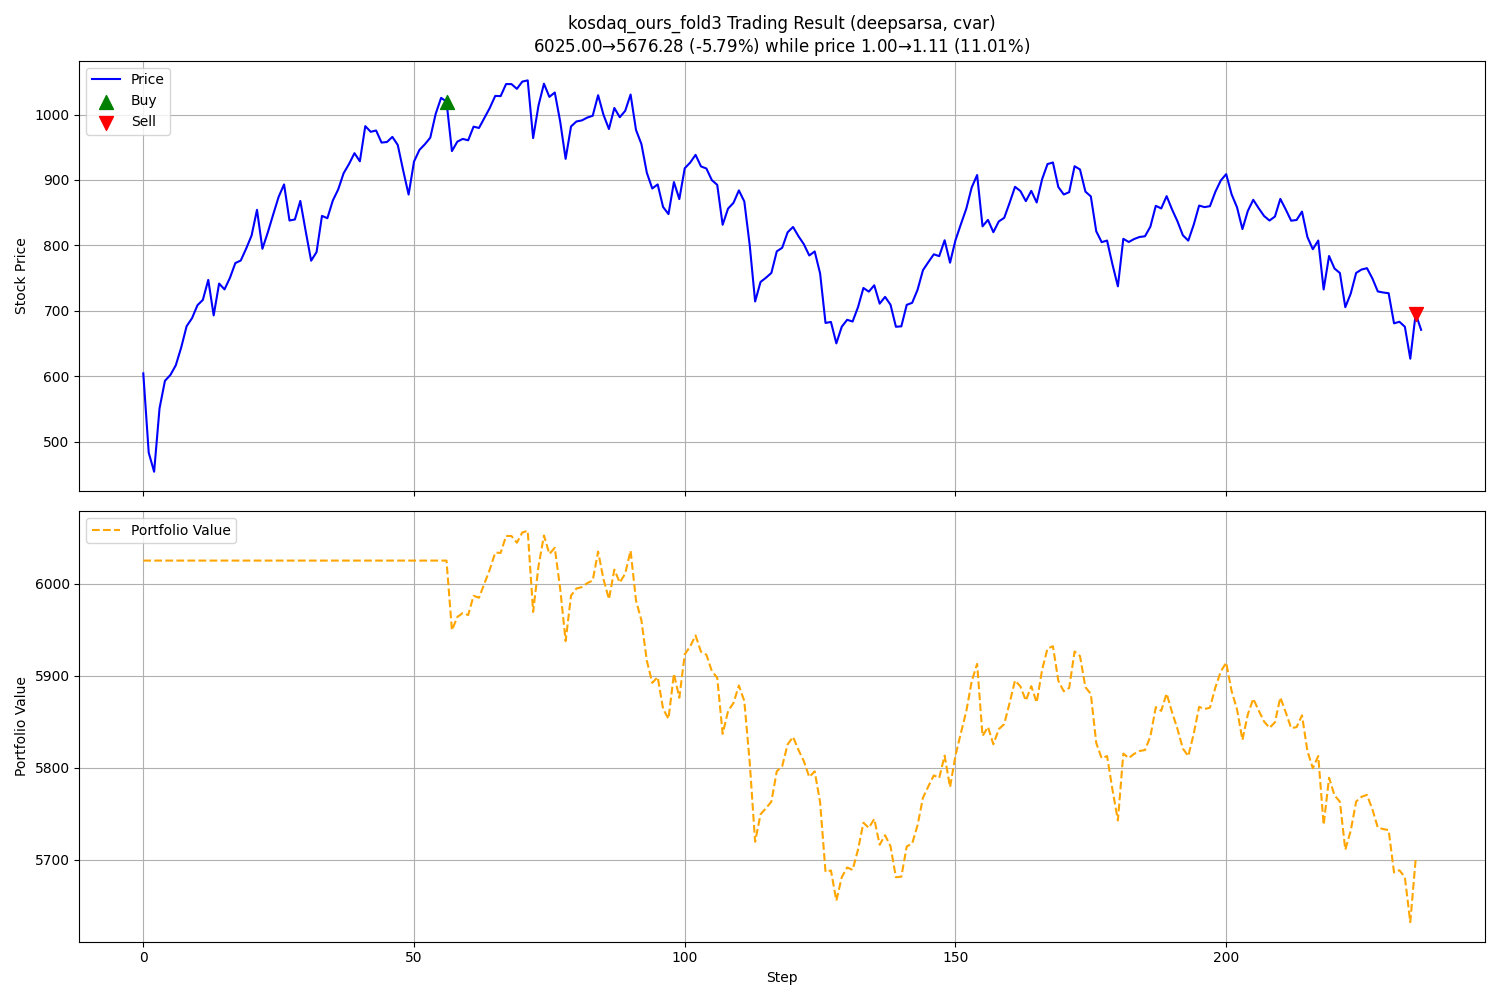 kosdaq_ours_fold3 Trading Result (deepsarsa, cvar)
6025.00→5676.28 (-5.79%) while price 1.00→1.11 (11.01%)
Price
Buy
Sell
Stock Price
1000
900
800
700
600
500
Portfolio Value
Portfolio Value
6000
5900
5800
5700
0
50
100
150
200
Step